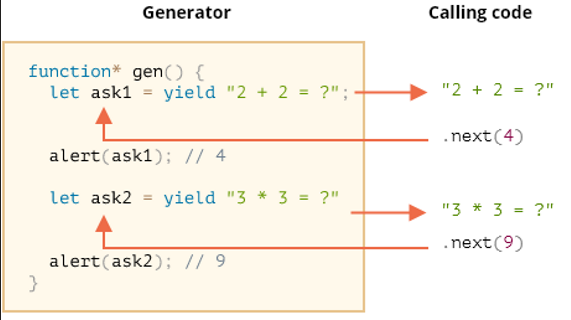 Generator
Calling code
function* gen() {
let ask1 = yield "2 + 2 = ?";
"2 + 2 = ?"
.next(4)
alert(ask1); // 4
let ask2 = yield "3 * 3 = ?"
"3 * 3 = ?"
.next(9)
alert(ask2); // 9
}